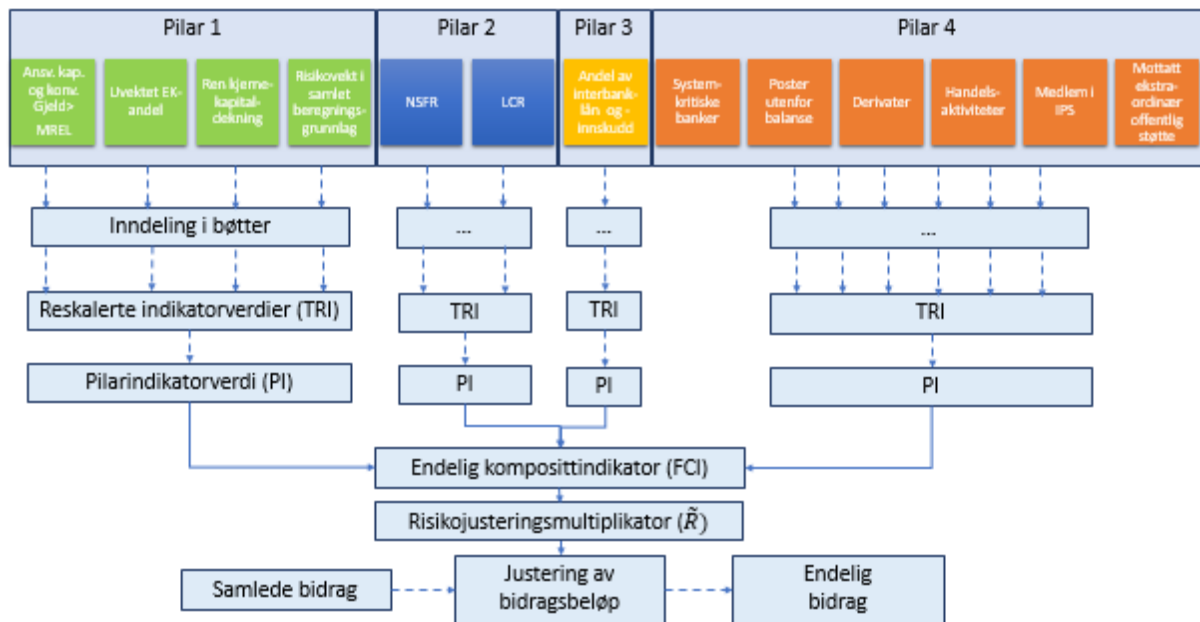 Pilar 1
Pilar 2
Pilar 3
Pilar 4
Ansv. kap.
og konv.
Gjeld>
MREL
Uvektet EK-
andel
Ren kjerne-
kapital-
dekning
Risikovekt i
samlet
beregnings-
grunnlag
NSFR
LCR
Andel av
interbank-
lån og -
innskudd
System-
kritiske
banker
Poster
utenfor
balanse
Derivater
Handels-
aktiviteter
Medlem i
IPS
Mottatt
ekstra-
ordinær
offentlig
støtte
Inndeling i bøtter
...
...
...
Reskalerte indikatorverdier (TRI)
TRI
TRI
TRI
Pilarindikatorverdi (PI)
PI
PI
PI
Endelig komposittindikator (FCI)
Risikojusteringsmultiplikator (R̃)
Samlede bidrag
Justering av
bidragsbeløp
Endelig
bidrag